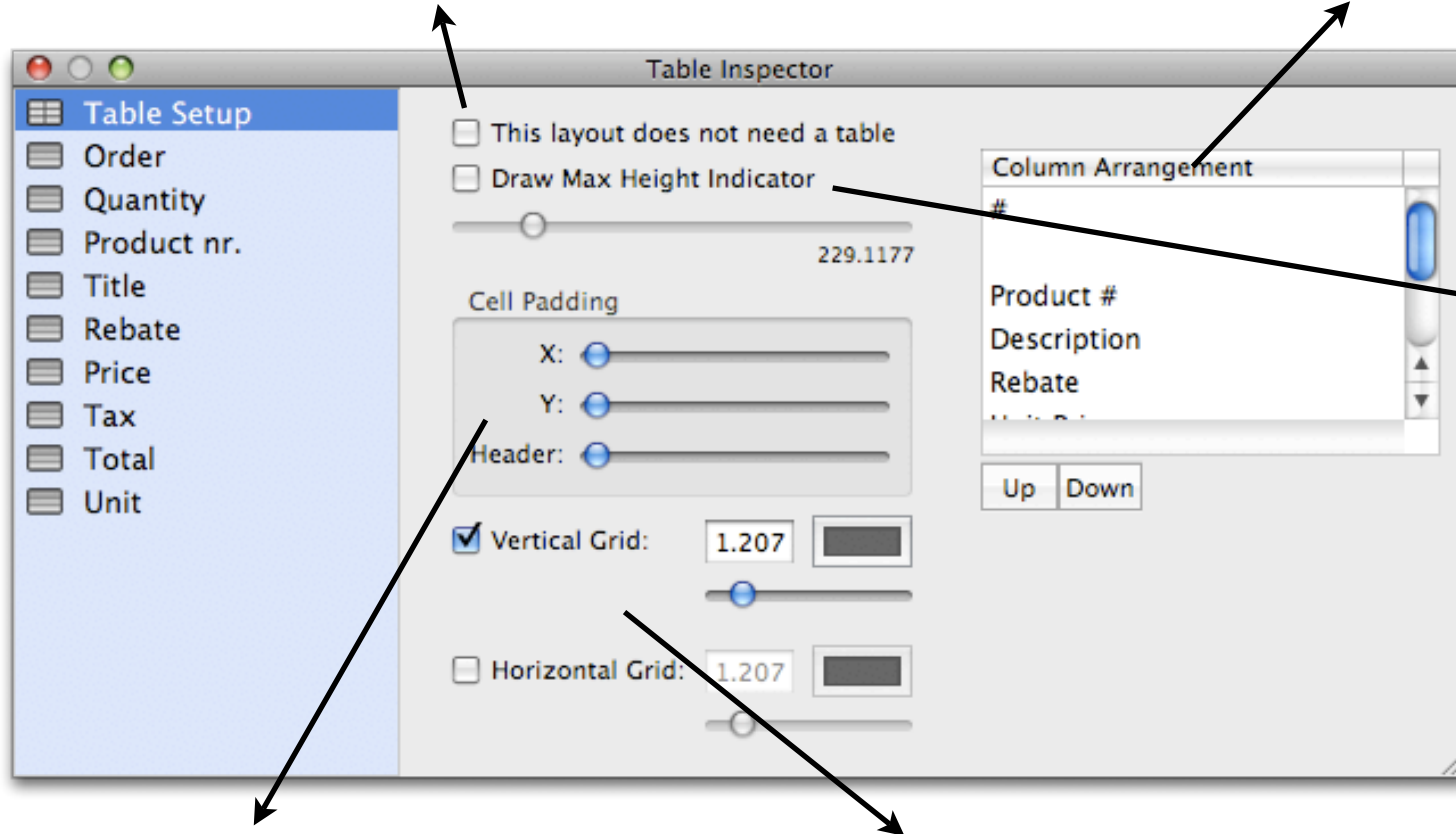 Table Inspector
Table Setup
Order
Quantity
Product nr.
Title
Rebate
Price
Tax
Total
Unit
This layout does not need a table
Draw Max Height Indicator
229.1177
Cell Padding
X:
Y:
Header:
Vertical Grid: 1.207
Horizontal Grid: 1.207
Column Arrangement
#
Product #
Description
Rebate
Up Down